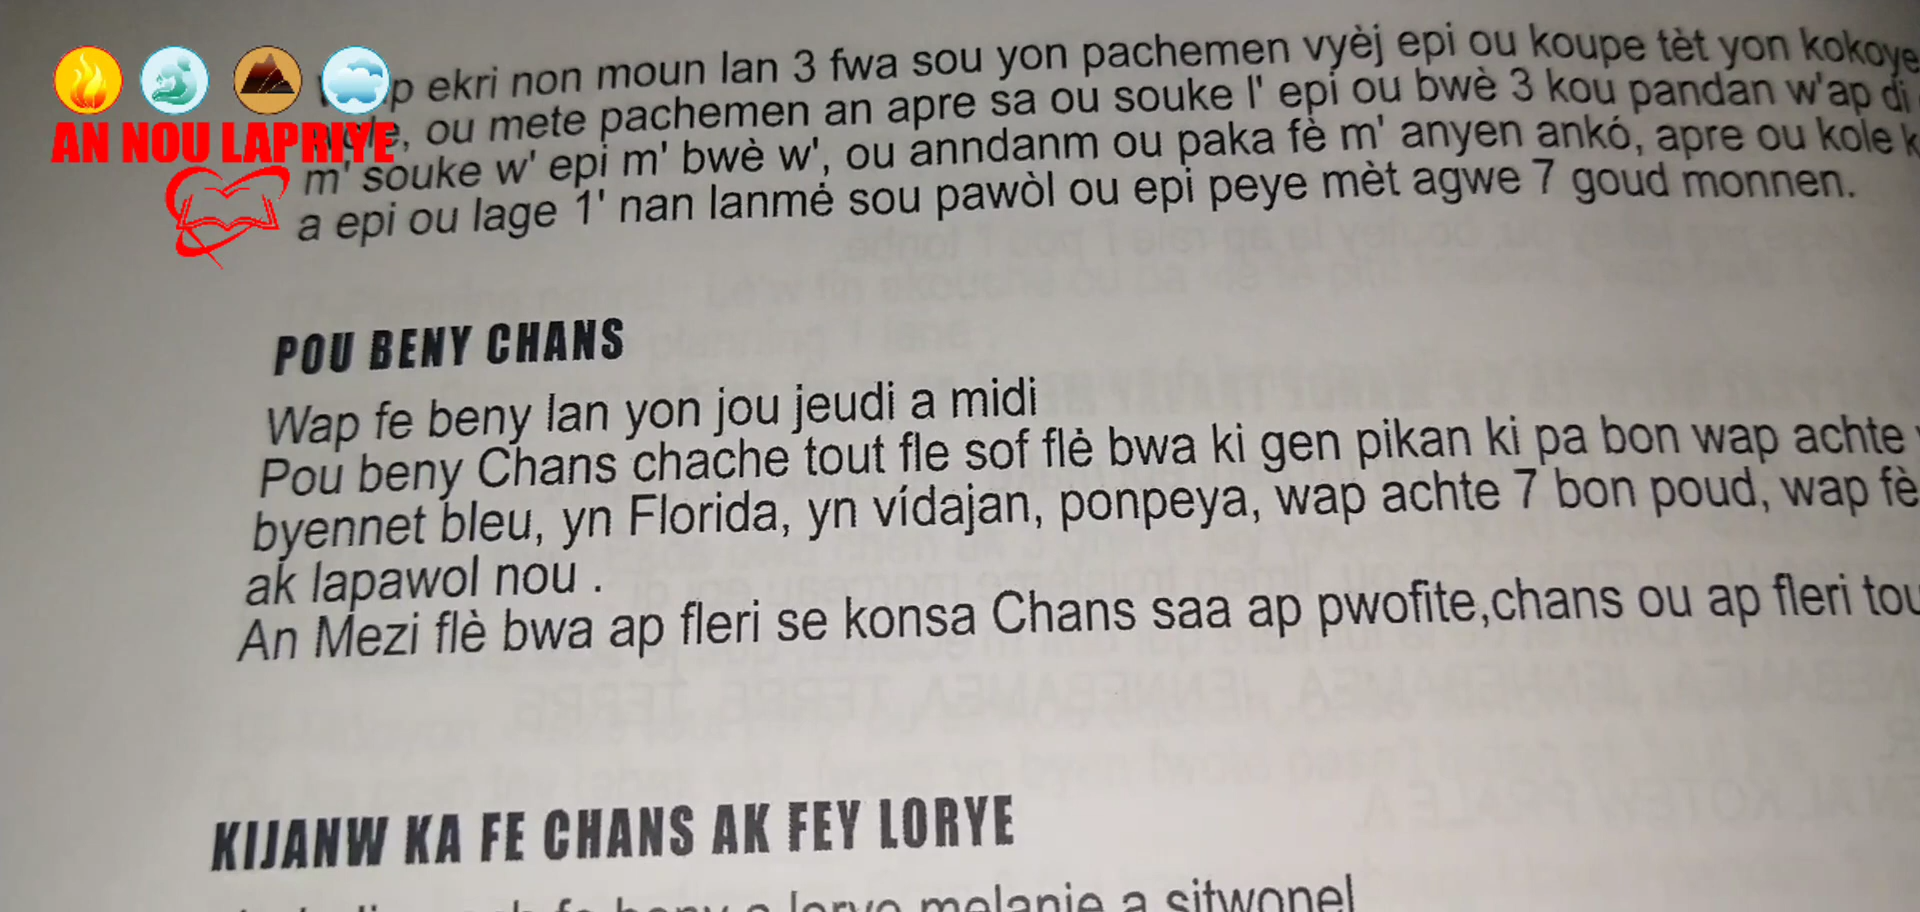 ekri non moun lan 3 fwa sou yon pachemen vyèj epi ou koupe tèt yon kokoye
ou mete pachemen an apre sa ou souke l' epi ou bwè 3 kou pandan w'ap di
AN NOU LAPRIYE
m' souke w' epi m' bwè w', ou anndanm ou paka fè m' anyen ankó, apre ou kole
a epi ou lage 1' nan lanmė sou pawòl ou epi peye mèt agwe 7 goud monnen.
POU BENY CHANS
Wap fe beny lan yon jou jeudi a midi
Pou beny Chans chache tout fle sof flė bwa ki gen pikan ki pa bon wap achte
byennet bleu, yn Florida, yn vídajan, ponpeya, wap achte 7 bon poud, wap fè
ak lapawol nou .
An Mezi flè bwa ap fleri se konsa Chans saa ap pwofite,chans ou ap fleri
KIJANW KA FE CHANS AK FEY LORYE
melanje a sitwonel